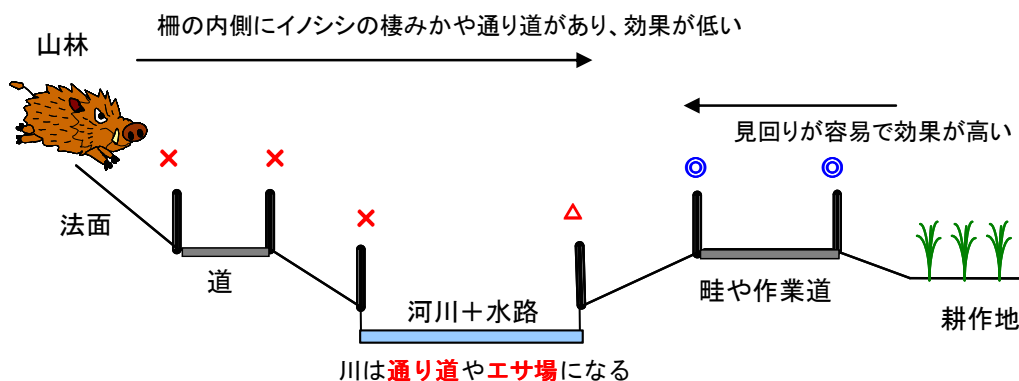 柵の内側にイノシシの棲みかや通り道があり、効果が低い
山林
見回りが容易で効果が高い
× × × △ ◎ ◎
法面
道
河川＋水路
畦や作業道
耕作地
川は通り道やエサ場になる